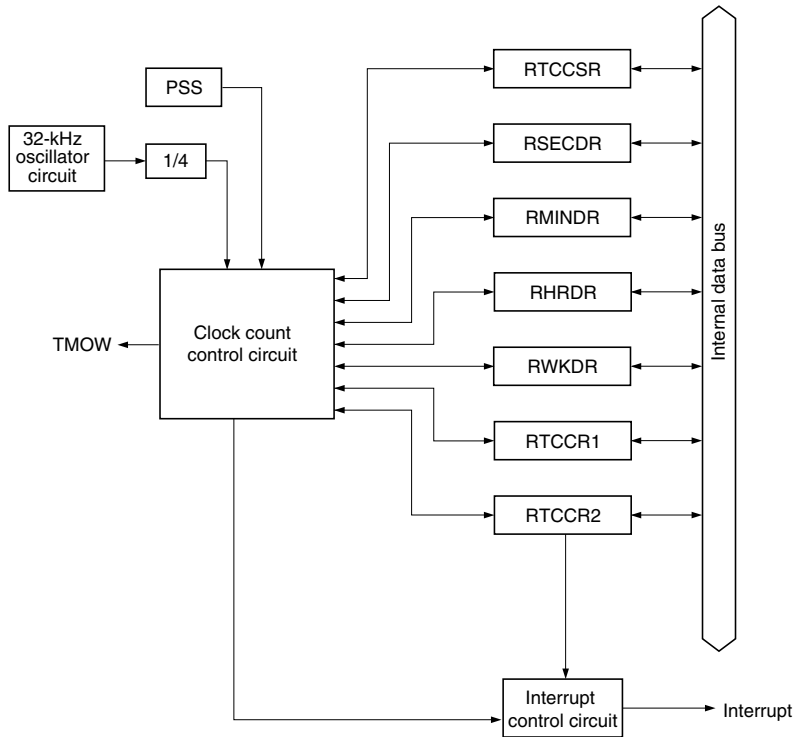 RTCCSR
PSS
32-kHz
oscillator
circuit
1/4
RSECDR
RMINDR
RHRDR
Internal data bus
Clock count
control circuit
TMOW
RWKDR
RTCCR1
RTCCR2
Interrupt
control circuit
Interrupt